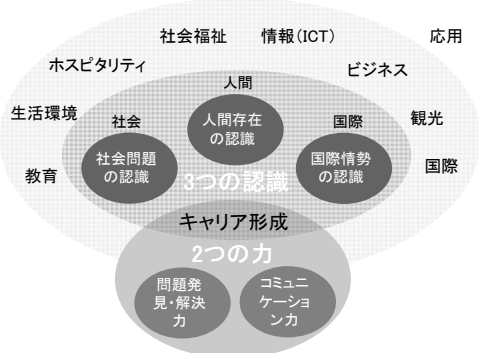 社会福祉
情報（ICT）
応用
ホスピタリティ
ビジネス
人間
生活環境
社会
人間存在
の認識
国際
観光
社会問題
の認識
国際情勢
の認識
教育
3つの認識
国際
キャリア形成
2つの力
問題発
見・解決
力
コミュニ
ケーショ
ン力